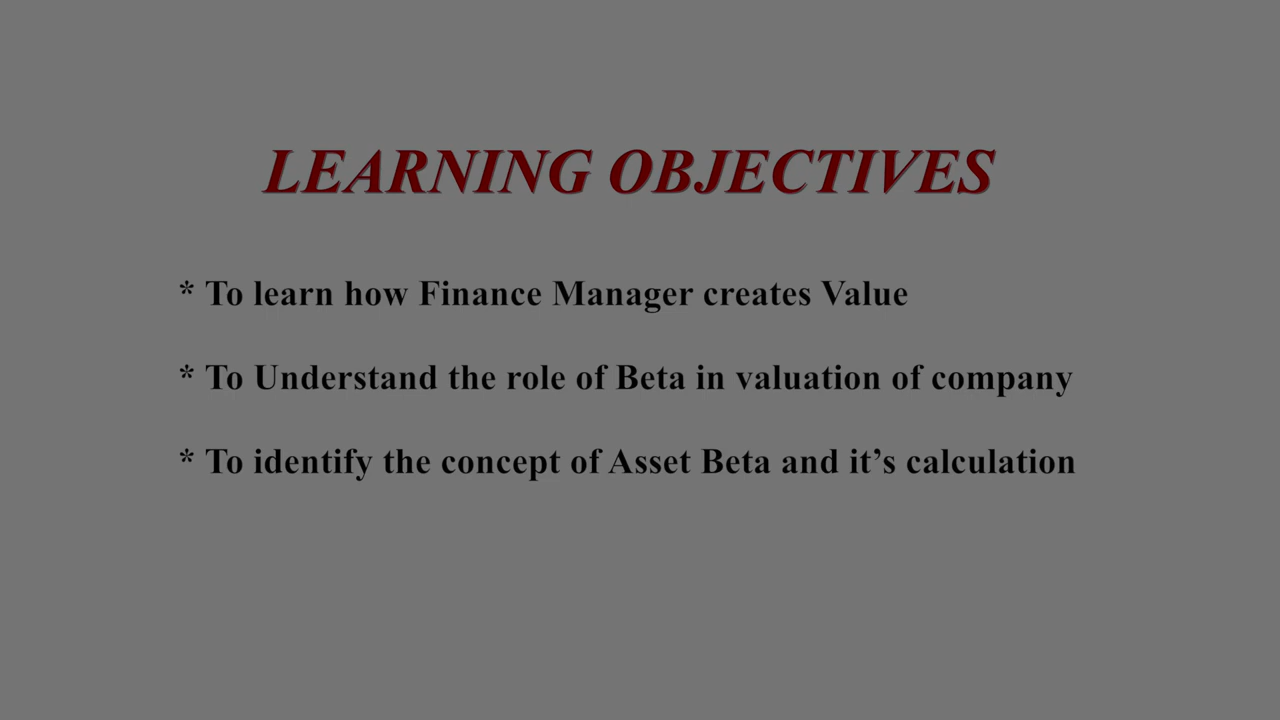 LEARNING OBJECTIVES
* To learn how Finance Manager creates Value
* To Understand the role of Beta in valuation of company
* To identify the concept of Asset Beta and it’s calculation